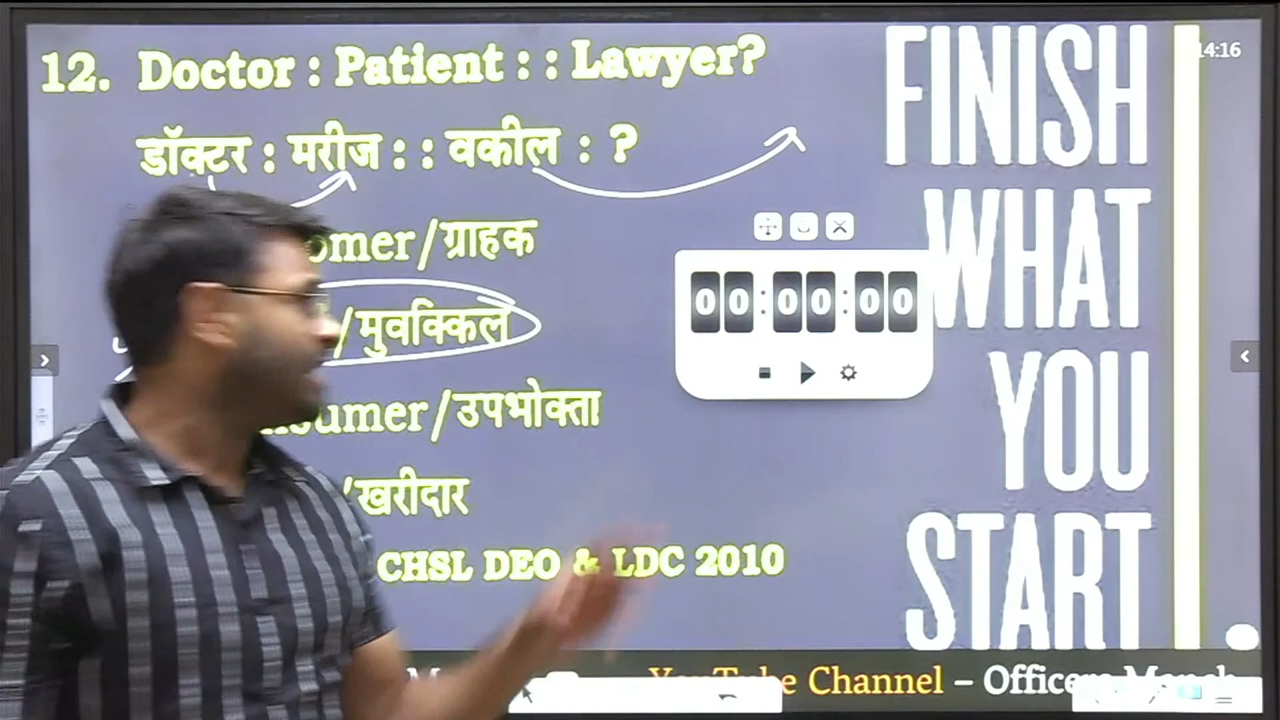 12. Doctor : Patient : : Lawyer?
डॉक्टर : मरीज : : वकील : ?
omer/ग्राहक
/मुवक्किल
sumer/उपभोक्ता
/खरीदार
CHSL DEO & LDC 2010
FINISH
WHAT
YOU
START.
14:16
00:00:00
YouTube Channel – Officers